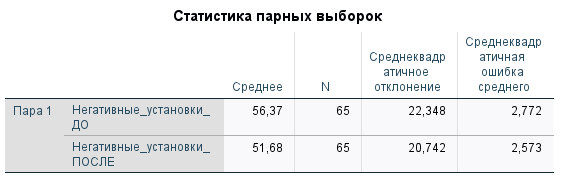 Статистика парных выборок
Среднее
N
Среднеквадр
атичное
отклонение
Среднеквадр
атичная
ошибка
среднего
Пара 1
Негативные_установки_
ДО
56,37
65
22,348
2,772
Негативные_установки_
ПОСЛЕ
51,68
65
20,742
2,573